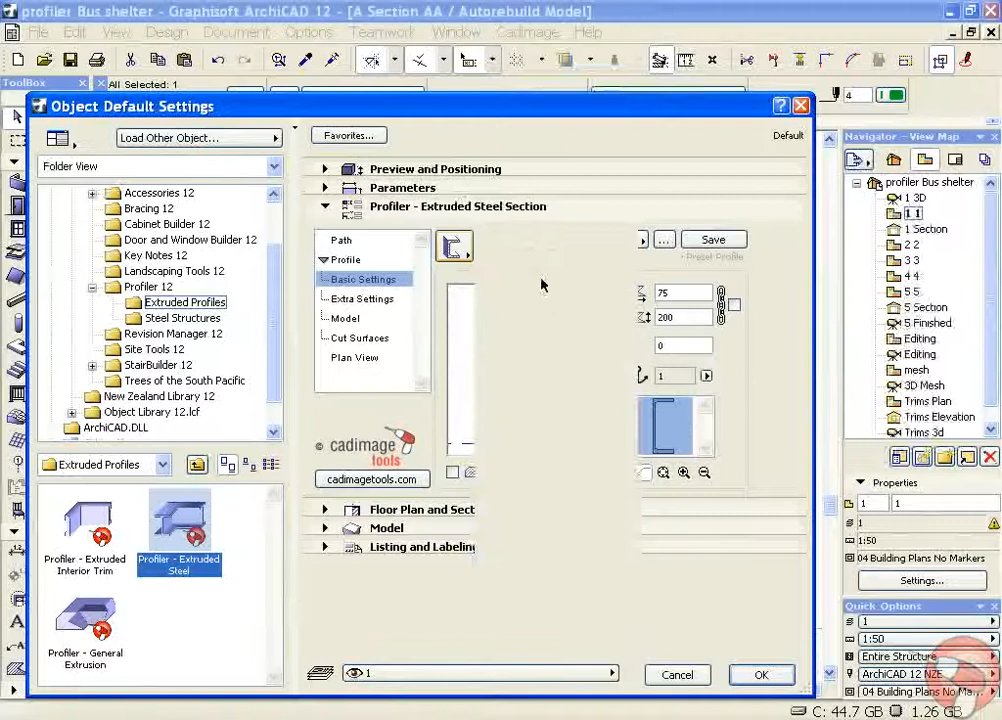 profiler Bus shelter - Graphisoft ArchiCAD 12 - [A Section AA / Autorebuild Model]
File Edit View Design Document Options Teamwork Window Cadimage Help
ToolBox
All Selected: 1
4
Object Default Settings
Load Other Object...
Favorites...
Default
Folder View
Accessories 12
Bracing 12
Cabinet Builder 12
Door and Window Builder 12
Key Notes 12
Landscaping Tools 12
Profiler 12
Extruded Profiles
Steel Structures
Revision Manager 12
Site Tools 12
StairBuilder 12
Trees of the South Pacific
New Zealand Library 12
Object Library 12.lcf
ArchiCAD.DLL
Extruded Profiles
Profiler - Extruded Interior Trim
Profiler - Extruded Steel
Profiler - General Extrusion
Preview and Positioning
Parameters
Profiler - Extruded Steel Section
Path
Profile
Basic Settings
Extra Settings
Model
Cut Surfaces
Plan View
© cadimage tools
cadimagetools.com
...
Save
Preset Profile
75
200
0
1
Floor Plan and Sect
Model
Listing and Labeling
1
Cancel
OK
Navigator - View Map
profiler Bus shelter
1 3D
1 1
1 Section
2 2
3 3
4 4
5 5
5 Section
5 Finished
Editing
Editing
mesh
3D Mesh
Trims Plan
Trims Elevation
Trims 3d
Properties
1
1
1
1:50
04 Building Plans No Markers
Settings...
Quick Options
1
1:50
Entire Structure
ArchiCAD 12 NZE
04 Building Plans No Ma...
C: 44.7 GB
1.26 GB